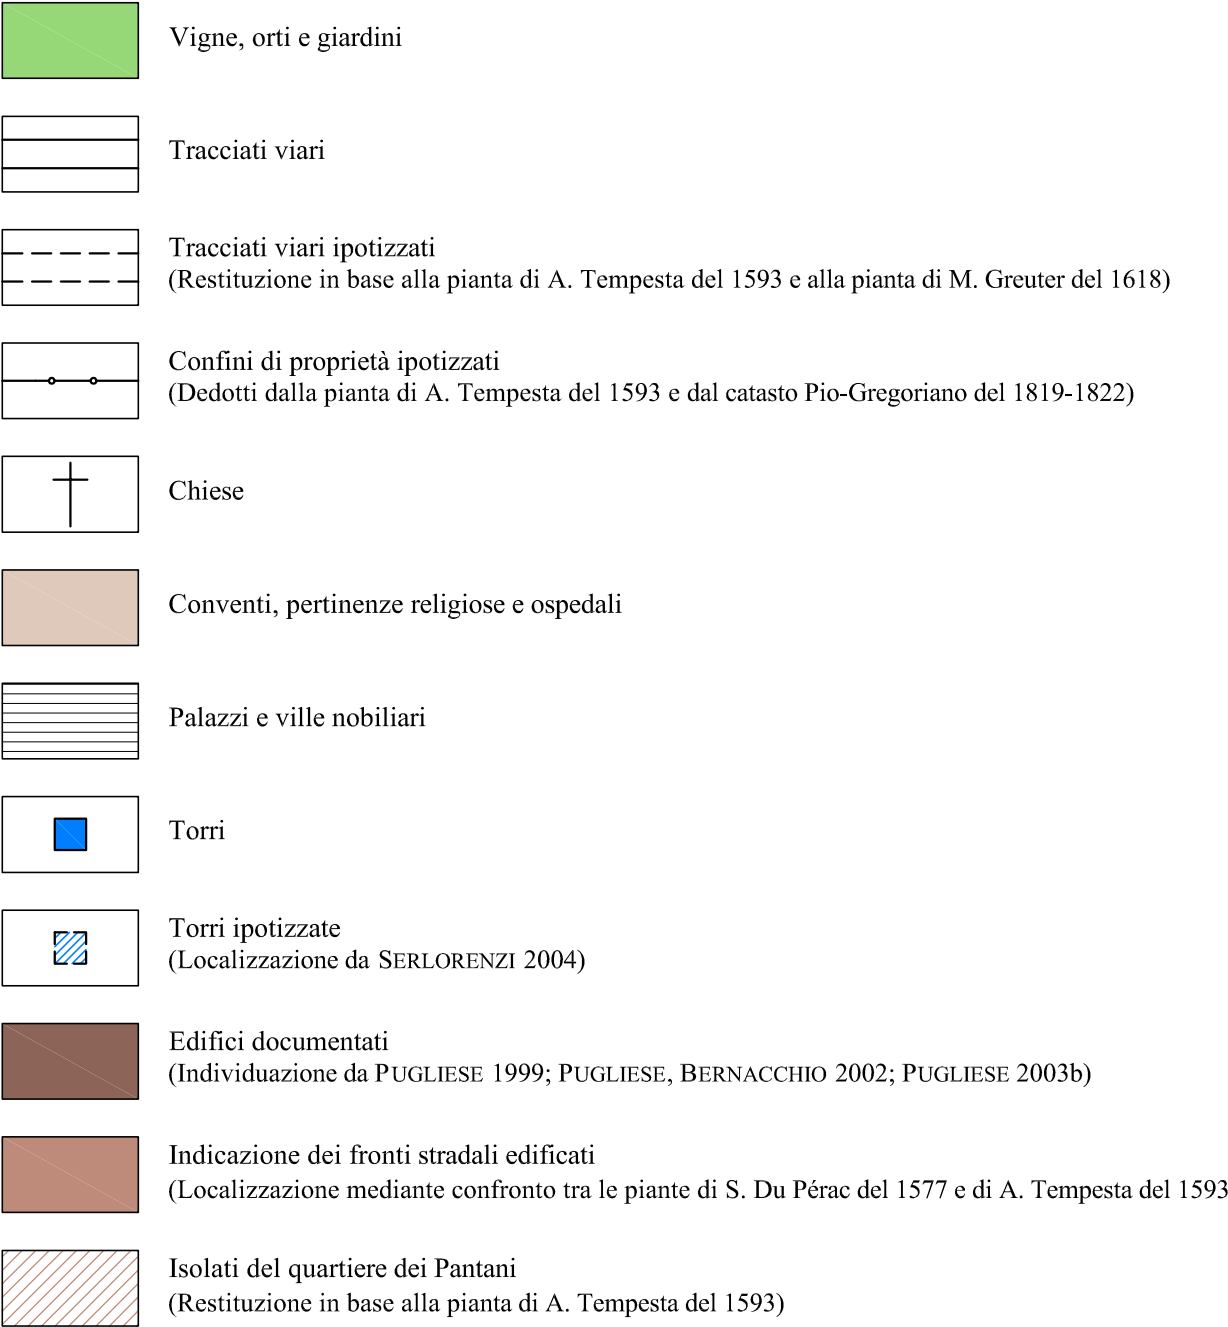 Vigne, orti e giardini
Tracciati viari
Tracciati viari ipotizzati
(Restituzione in base alla pianta di A. Tempesta del 1593 e alla pianta di M. Greuter del 1618)
Confini di proprietà ipotizzati
(Dedotti dalla pianta di A. Tempesta del 1593 e dal catasto Pio-Gregoriano del 1819-1822)
Chiese
Conventi, pertinenze religiose e ospedali
Palazzi e ville nobiliari
Torri
Torri ipotizzate
(Localizzazione da SERLORENZI 2004)
Edifici documentati
(Individuazione da PUGLIESE 1999; PUGLIESE, BERNACCHIO 2002; PUGLIESE 2003b)
Indicazione dei fronti stradali edificati
(Localizzazione mediante confronto tra le piante di S. Du Pérac del 1577 e di A. Tempesta del 1593
Isolati del quartiere dei Pantani
(Restituzione in base alla pianta di A. Tempesta del 1593)